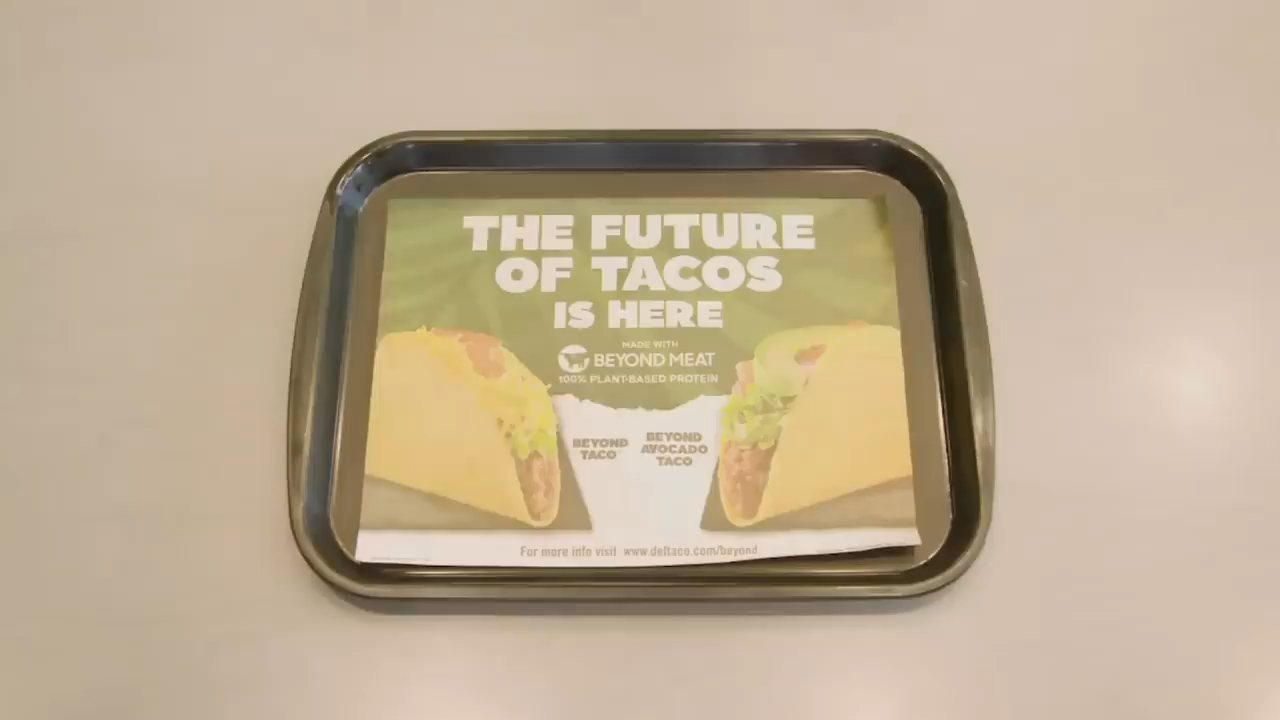 THE FUTURE
OF TACOS
IS HERE
MADE WITH
BEYOND MEAT
100% PLANT-BASED PROTEIN
BEYOND
TACO
BEYOND
AVOCADO
TACO
For more info visit www.deltaco.com/beyond